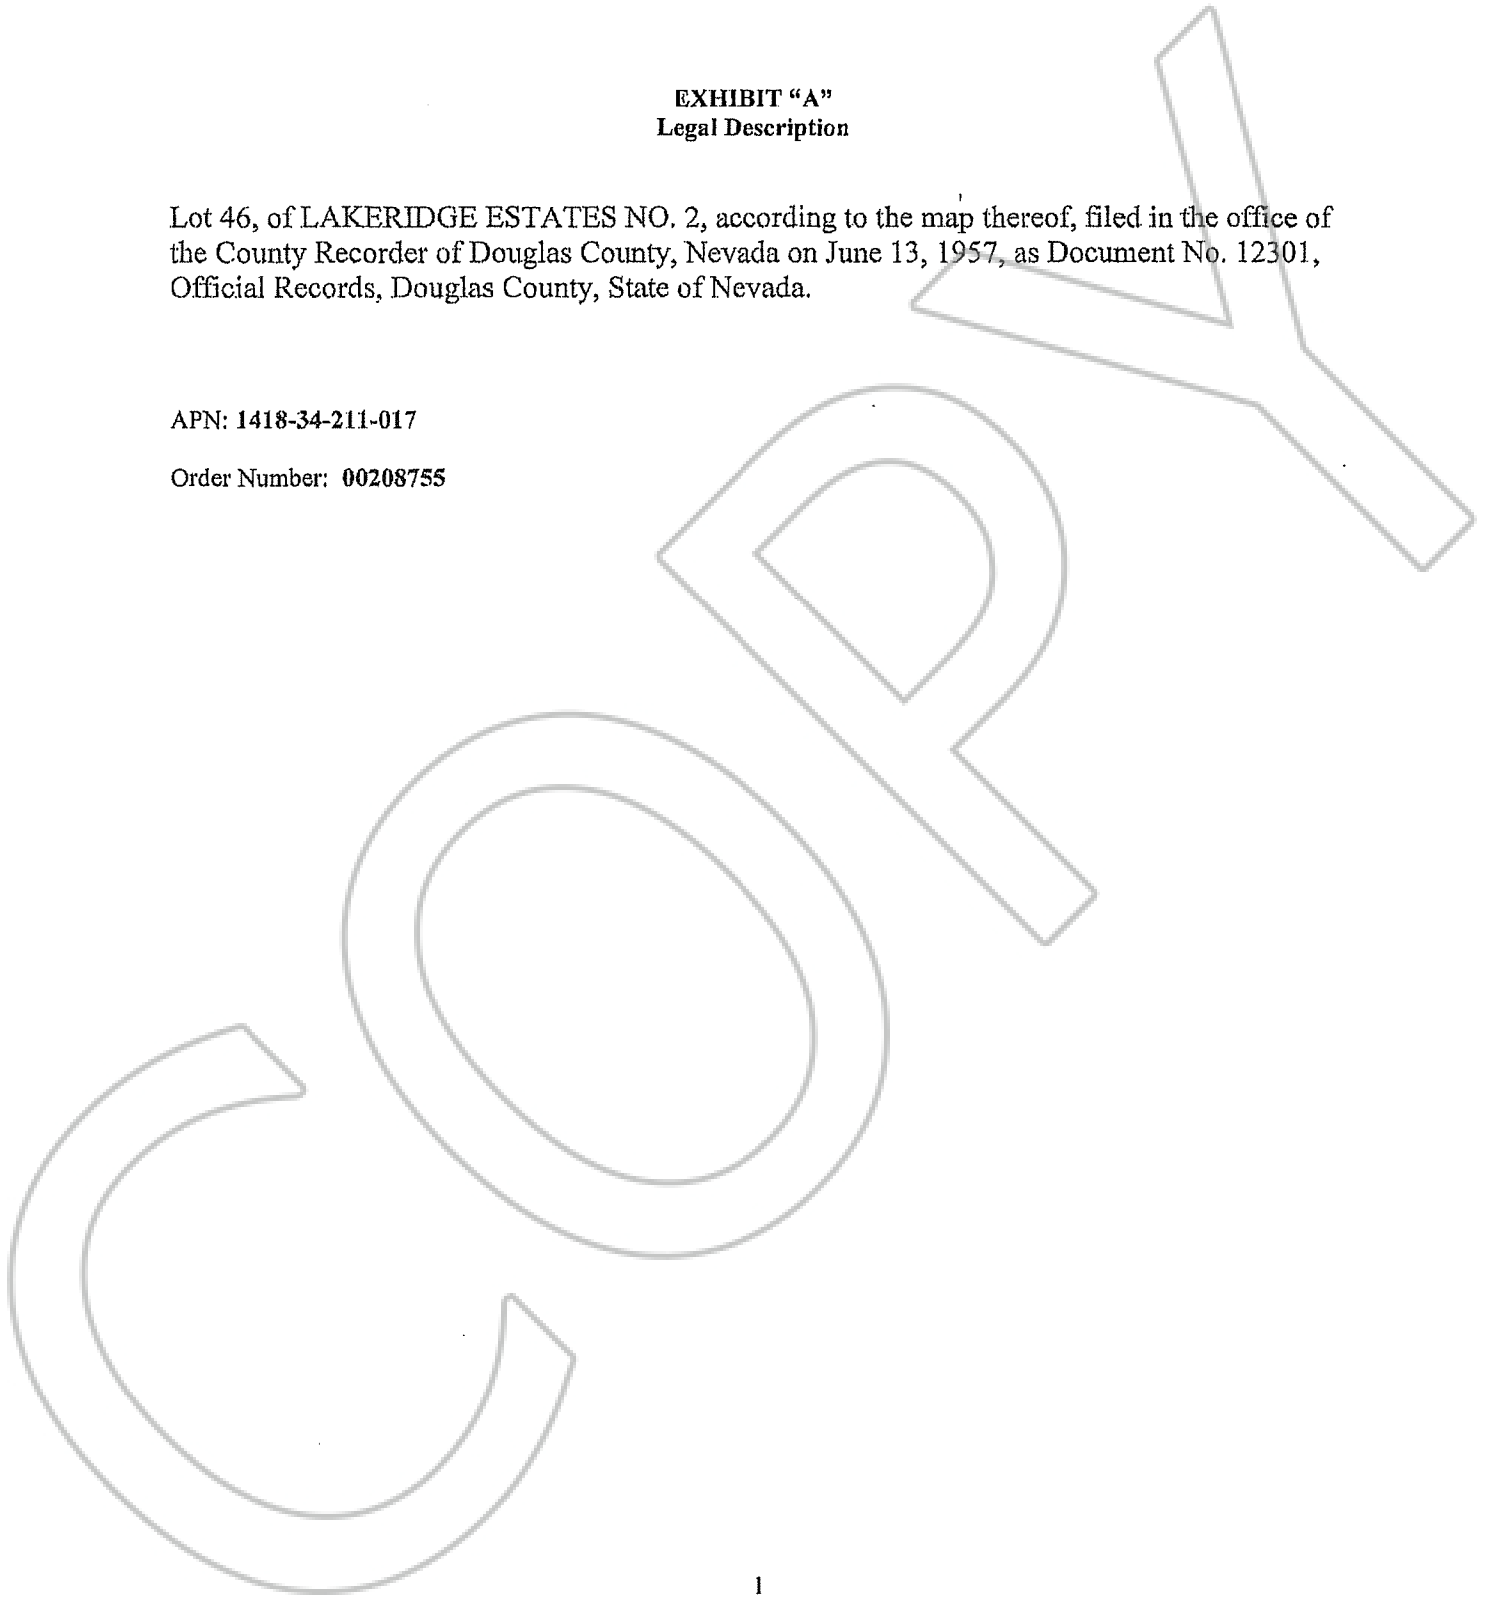 EXHIBIT “A”
Legal Description
Lot 46, of LAKERIDGE ESTATES NO. 2, according to the map thereof, filed in the office of
the County Recorder of Douglas County, Nevada on June 13, 1957, as Document No. 12301,
Official Records, Douglas County, State of Nevada.
APN: 1418-34-211-017
Order Number: 00208755
COPY
1